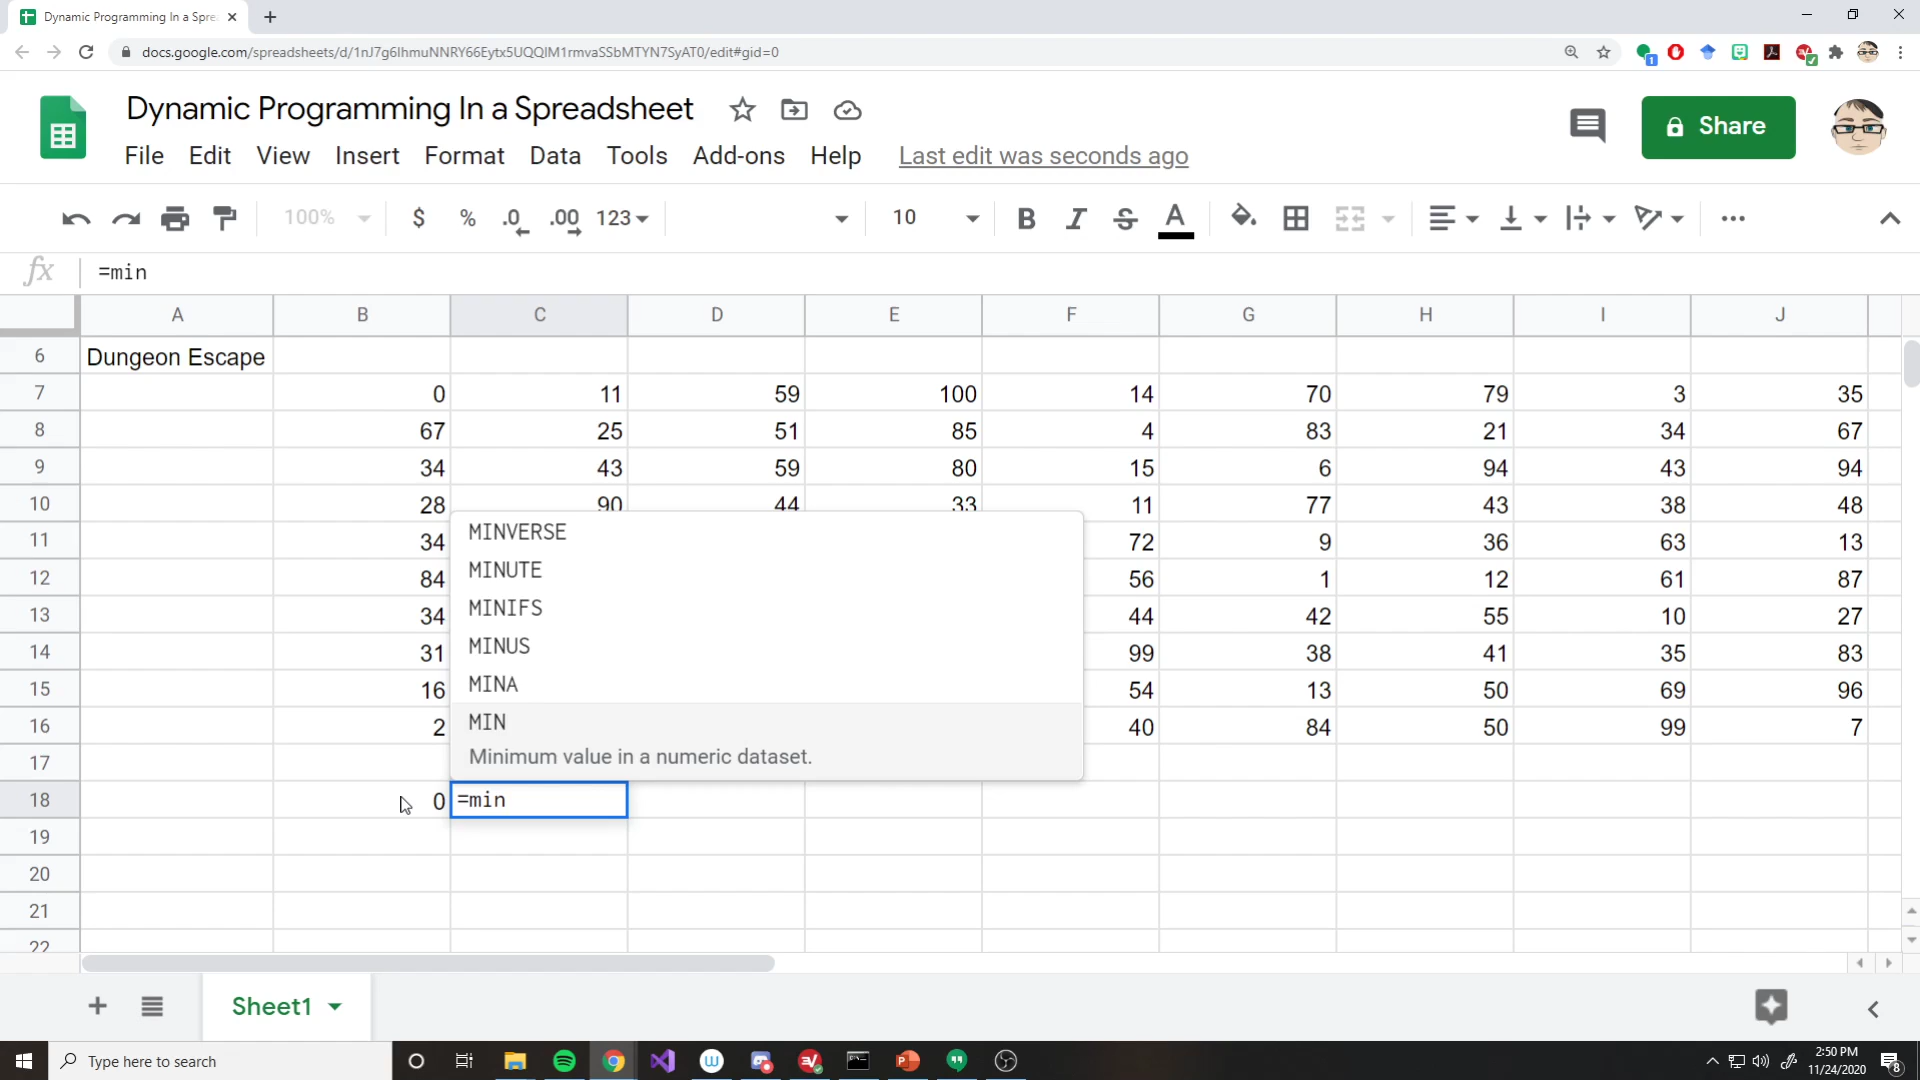 Dynamic Programming In a Spre
docs.google.com/spreadsheets/d/1nJ7g6IhmuNNRY66Eytx5UQQIM1rmvaSSbMTYN7SyAT0/edit#gid=0
1
Dynamic Programming In a Spreadsheet
Share
File Edit View Insert Format Data Tools Add-ons Help Last edit was seconds ago
100% $ % .0 .00 123 10 B I S A
fx =min
A B C D E F G H I J
6 Dungeon Escape
7 0 11 59 100 14 70 79 3 35
8 67 25 51 85 4 83 21 34 67
9 34 43 59 80 15 6 94 43 94
10 28 90 44 33 11 77 43 38 48
11 34 72 9 36 63 13
12 84 56 1 12 61 87
13 34 44 42 55 10 27
14 31 99 38 41 35 83
15 16 54 13 50 69 96
16 2 40 84 50 99 7
MINVERSE
MINUTE
MINIFS
MINUS
MINA
MIN
Minimum value in a numeric dataset.
17
18 0 =min
19
20
21
22
Sheet1
Type here to search
2:50 PM
11/24/2020
8